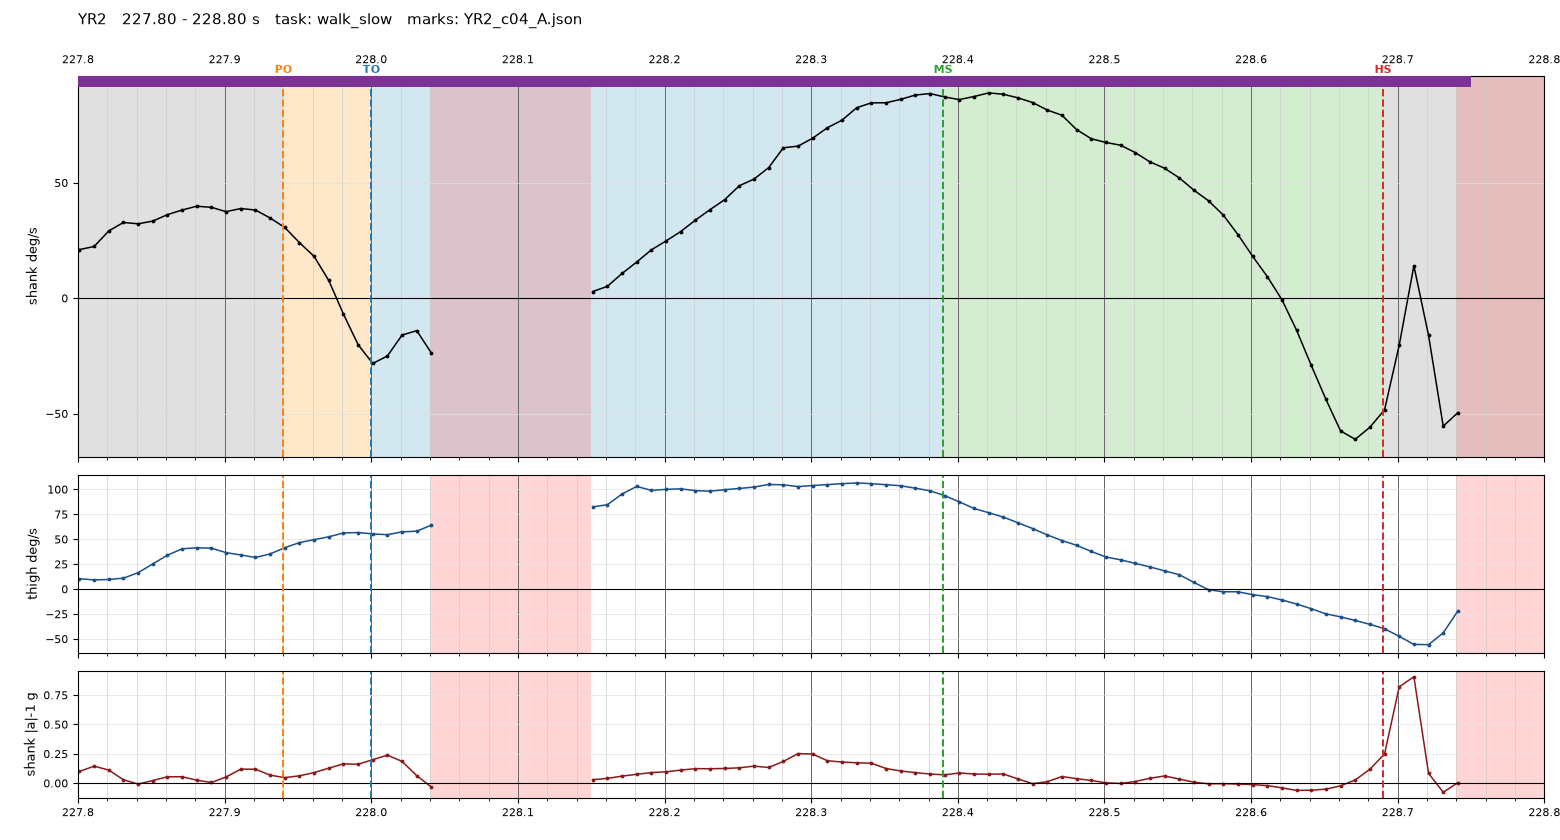 YR2   227.80 - 228.80 s   task: walk_slow   marks: YR2_c04_A.json
227.8 227.9 228.0 228.1 228.2 228.3 228.4 228.5 228.6 228.7 228.8
PO TO MS HS
shank deg/s
50
0
−50
thigh deg/s
100
75
50
25
0
−25
−50
shank |a|-1 g
0.75
0.50
0.25
0.00
227.8 227.9 228.0 228.1 228.2 228.3 228.4 228.5 228.6 228.7 228.8